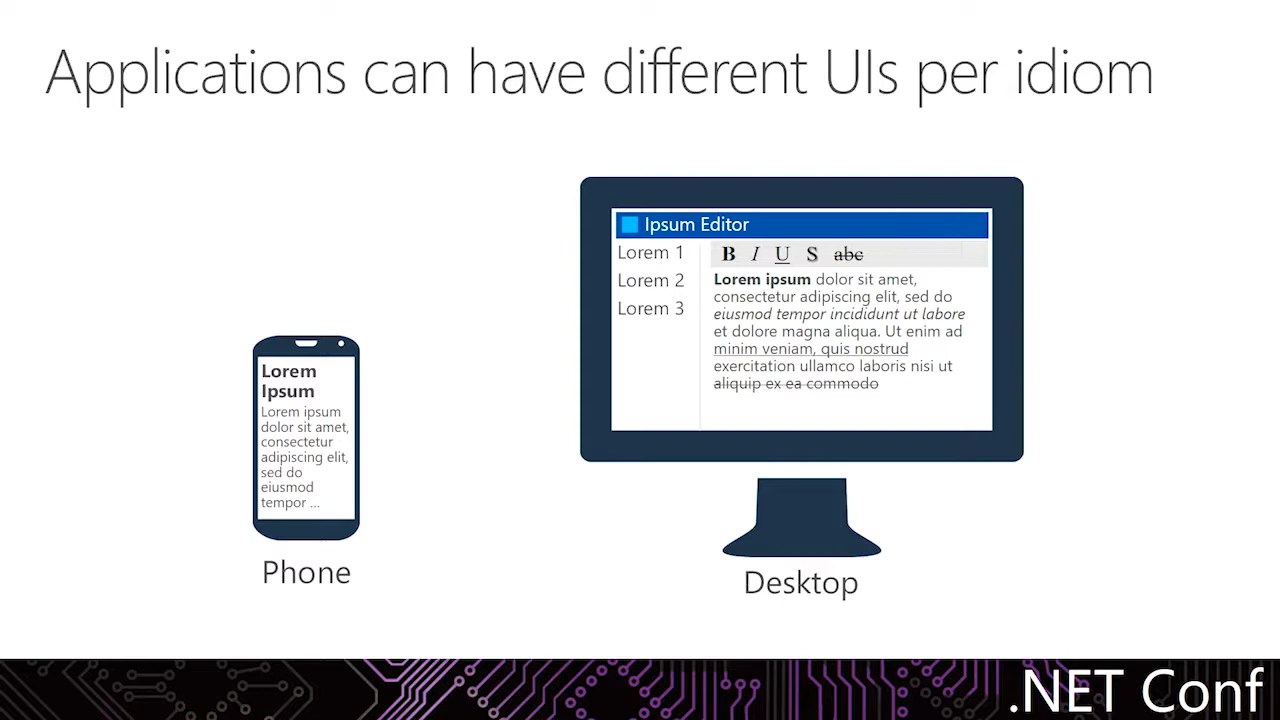 Applications can have different UIs per idiom
Lorem
Ipsum
Lorem ipsum
dolor sit amet,
consectetur
adipiscing elit,
sed do
eiusmod
tempor ...
Phone
Ipsum Editor
Lorem 1
Lorem 2
Lorem 3
B I U S abc
Lorem ipsum dolor sit amet,
consectetur adipiscing elit, sed do
eiusmod tempor incididunt ut labore
et dolore magna aliqua. Ut enim ad
minim veniam, quis nostrud
exercitation ullamco laboris nisi ut
aliquip ex ea commodo
Desktop
.NET Conf